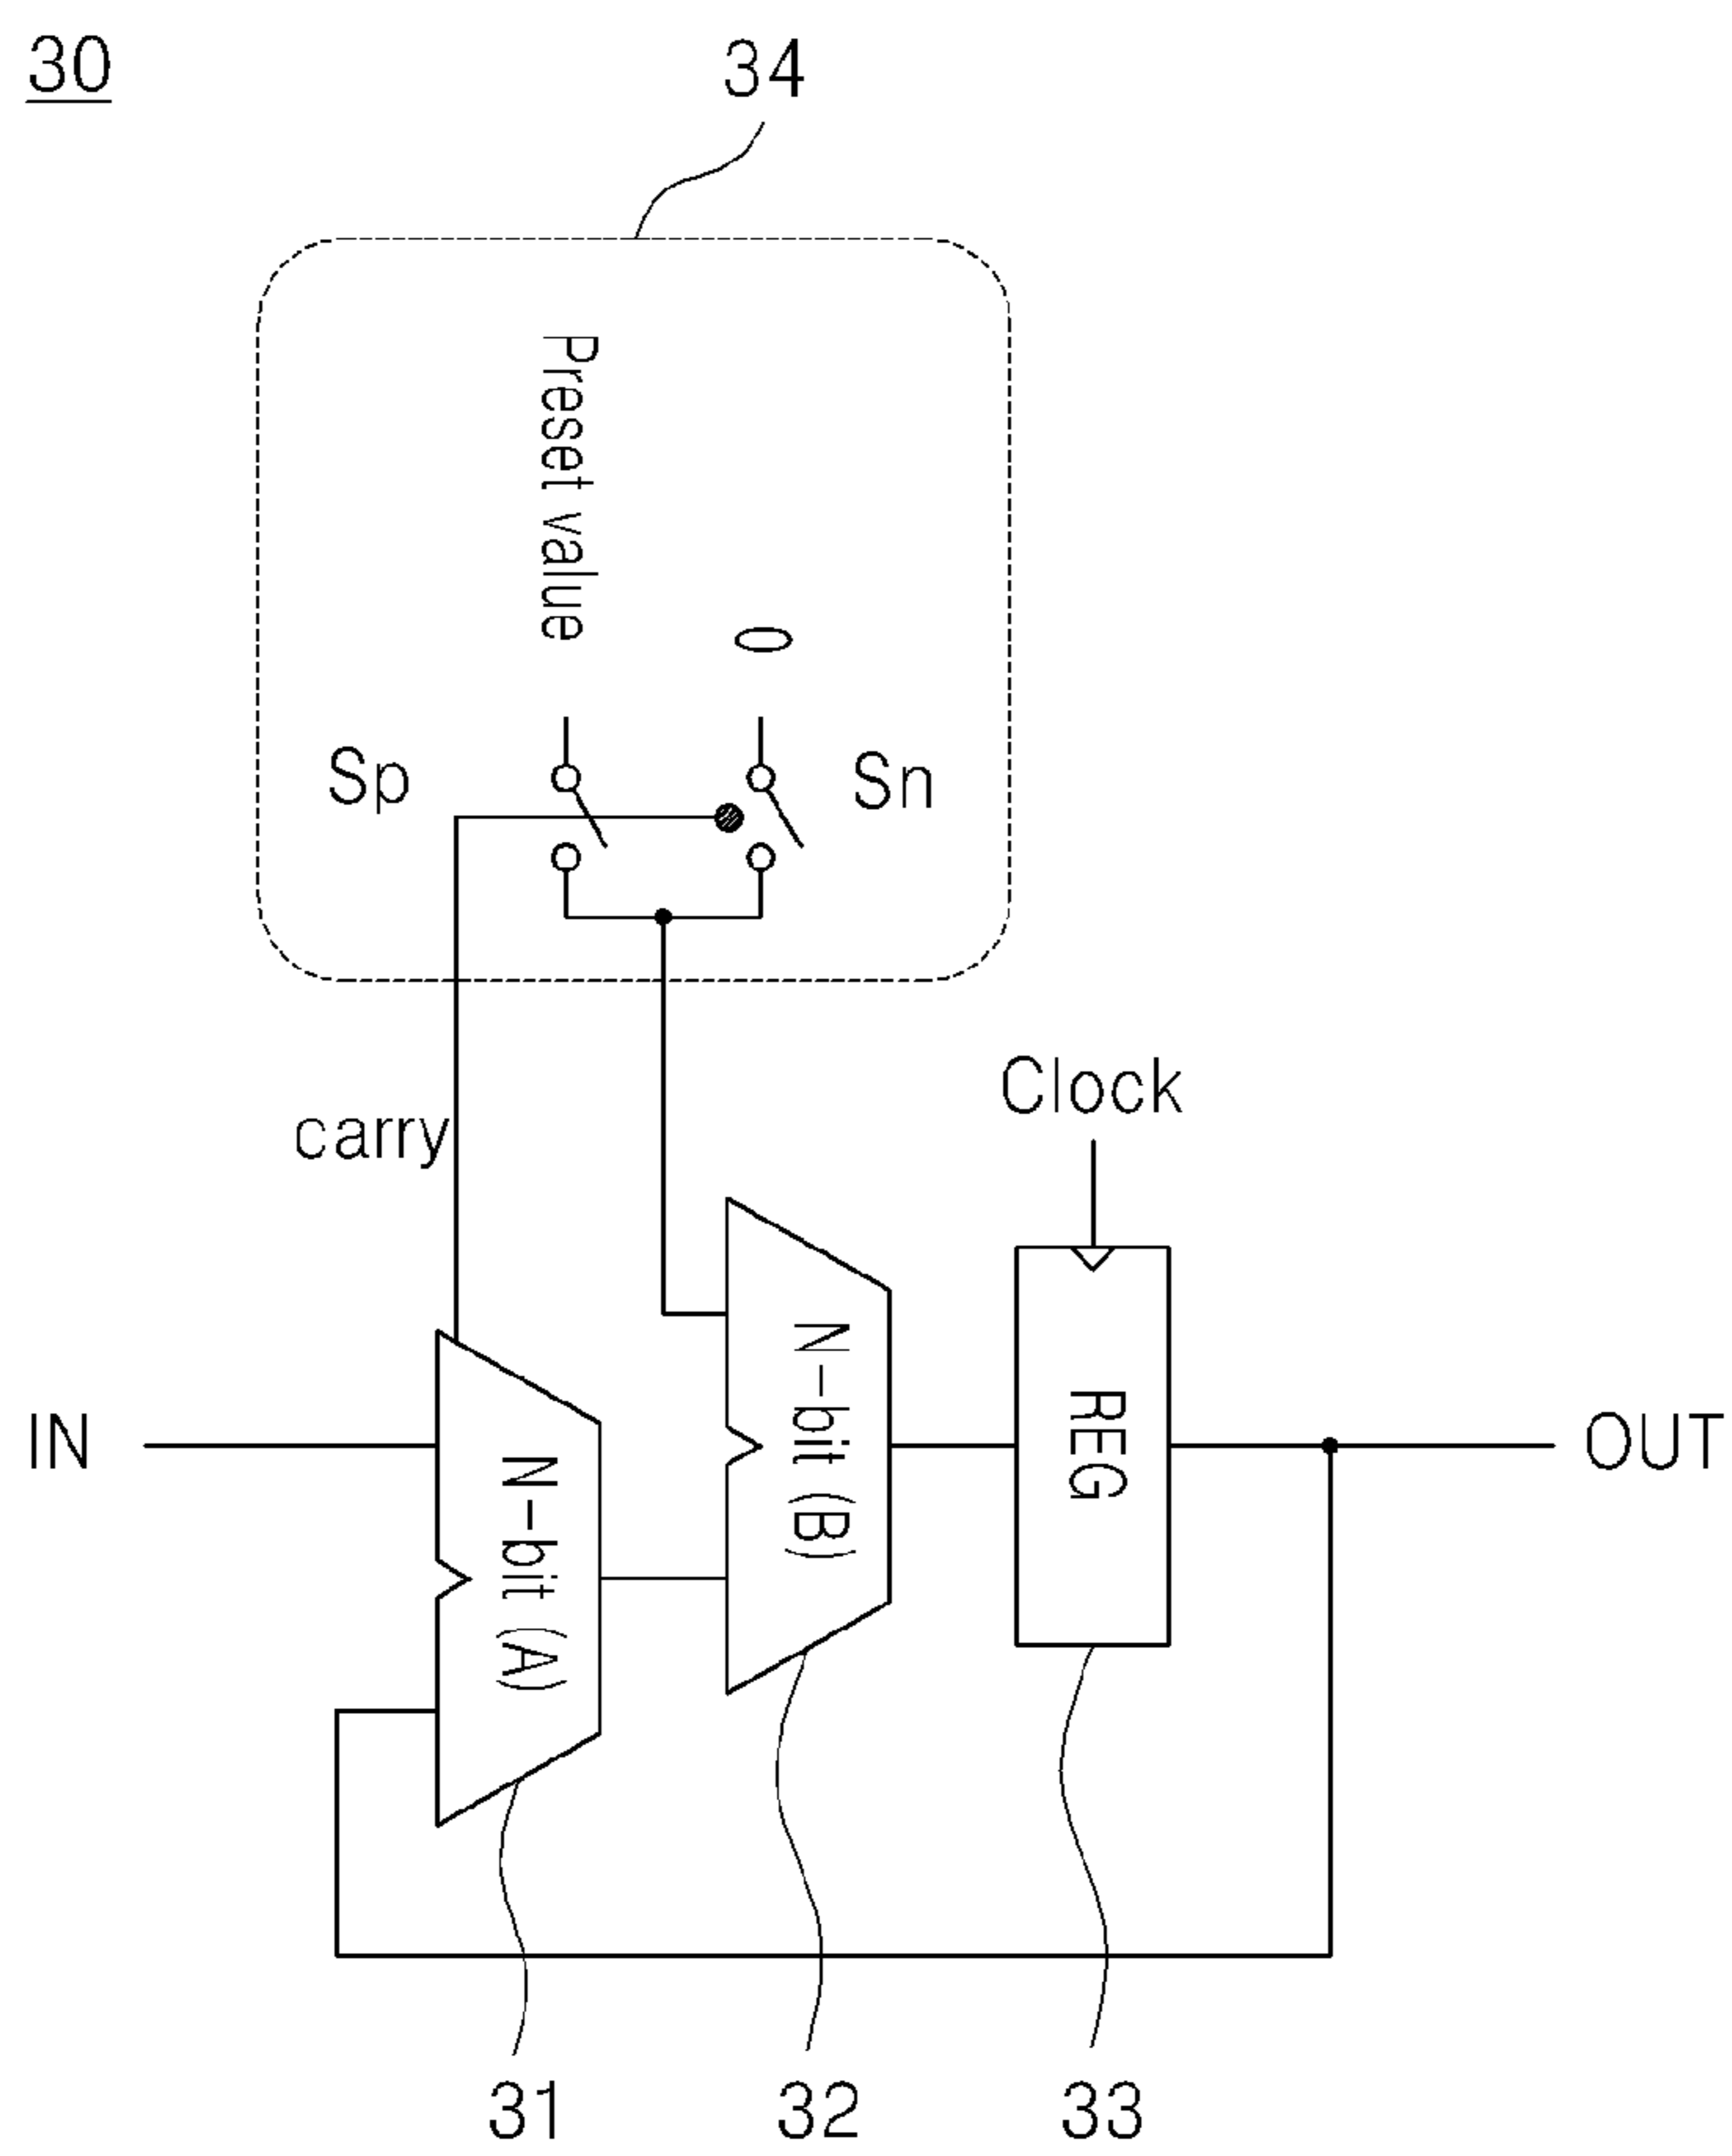 30
34
Preset value
0
Sp
Sn
carry
Clock
IN
N-bit (A)
N-bit (B)
REG
OUT
31
32
33